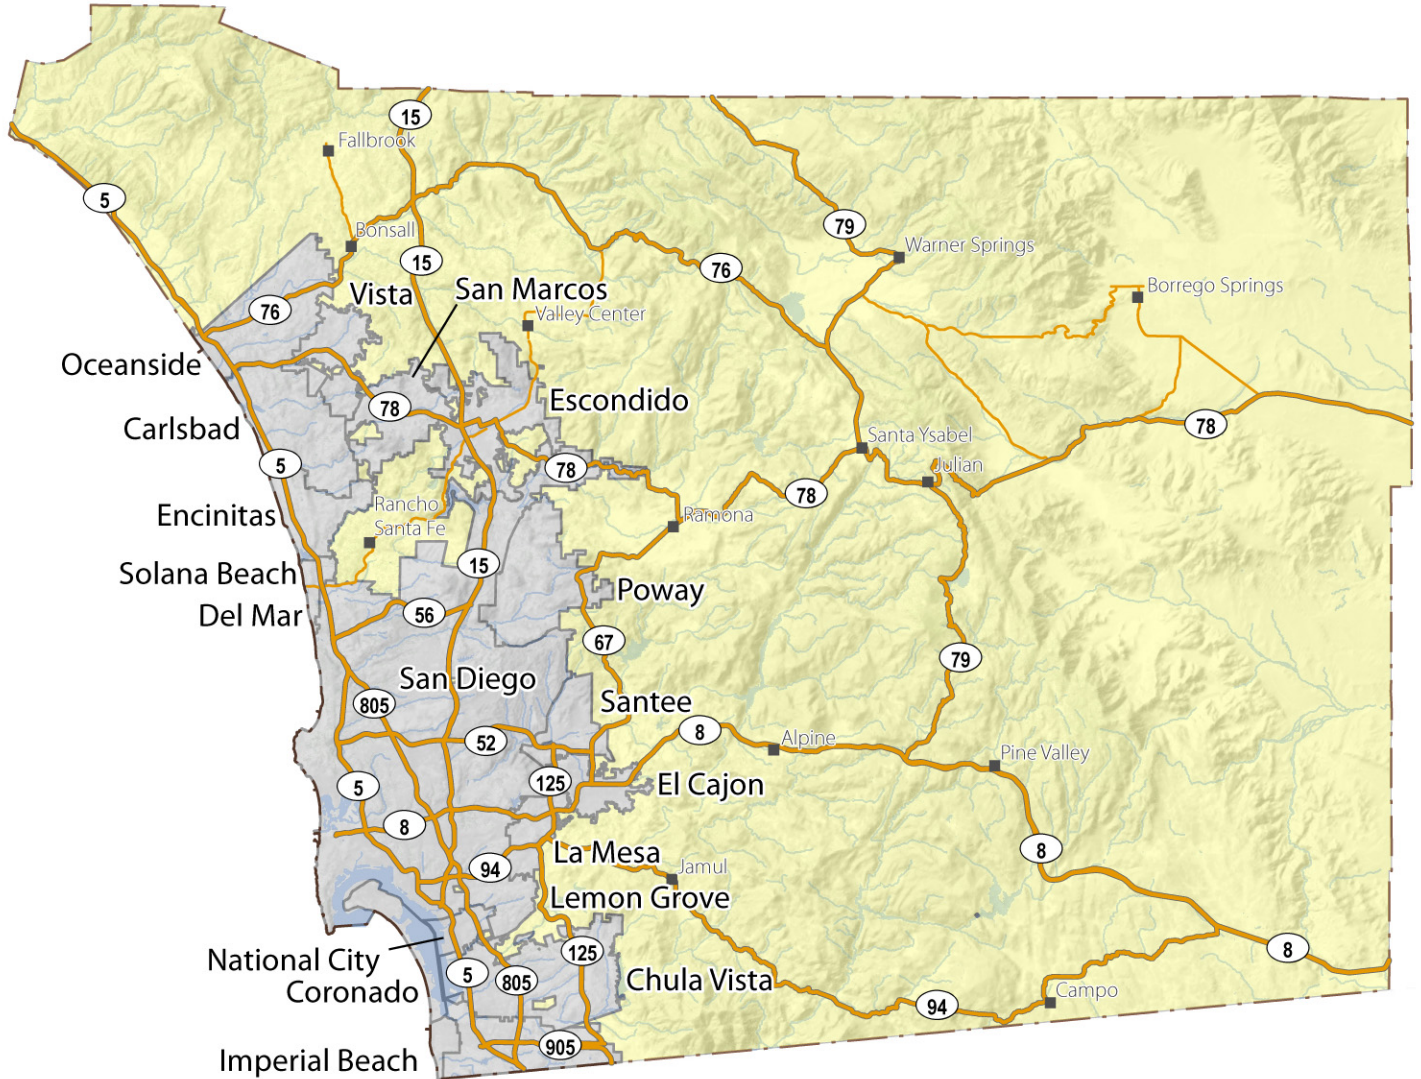 15
Fallbrook
5
79
Bonsall
Warner Springs
15
76
Borrego Springs
Vista
San Marcos
76
Valley Center
Oceanside
Escondido
78
78
Carlsbad
Santa Ysabel
5
78
Julian
78
Rancho
Santa Fe
Ramona
Encinitas
15
Solana Beach
Poway
Del Mar
56
67
79
San Diego
Santee
805
8
52
Alpine
Pine Valley
5
125
El Cajon
8
8
La Mesa
94
Jamul
Lemon Grove
National City
125
8
Coronado
5
805
Chula Vista
Campo
94
905
Imperial Beach